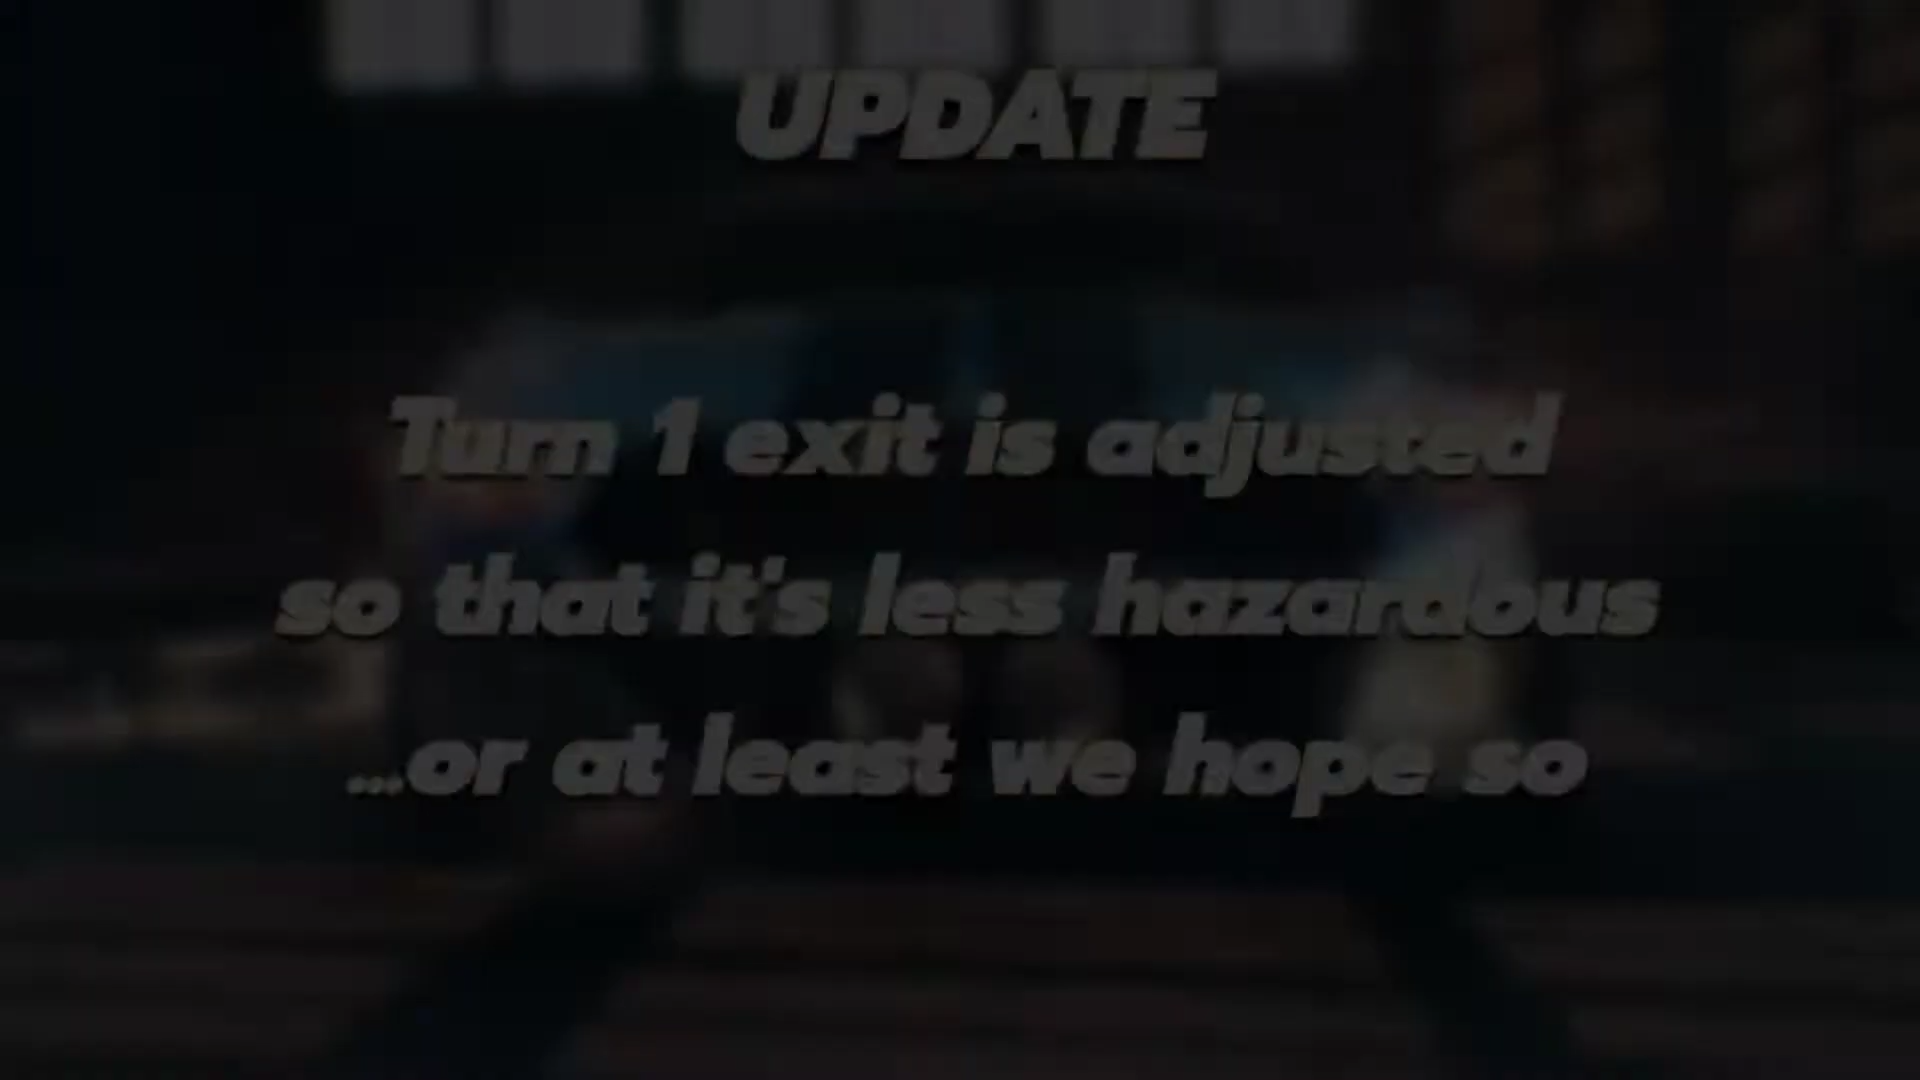 UPDATE
Turn 1 exit is adjusted
so that it's less hazardous
...or at least we hope so